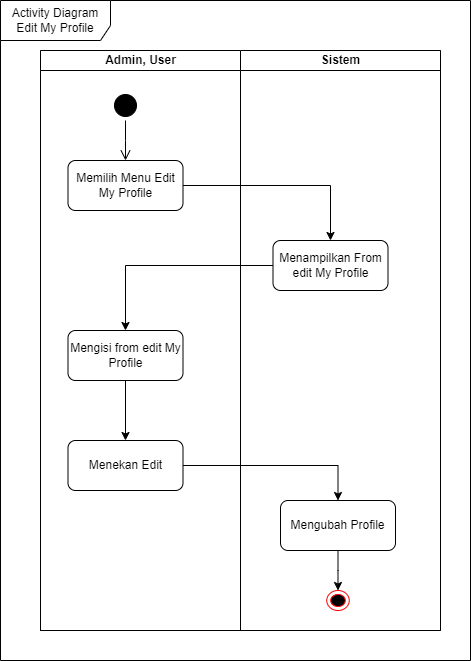 Activity Diagram
Edit My Profile
Admin, User
Sistem
Memilih Menu Edit
My Profile
Menampilkan From
edit My Profile
Mengisi from edit My
Profile
Menekan Edit
Mengubah Profile